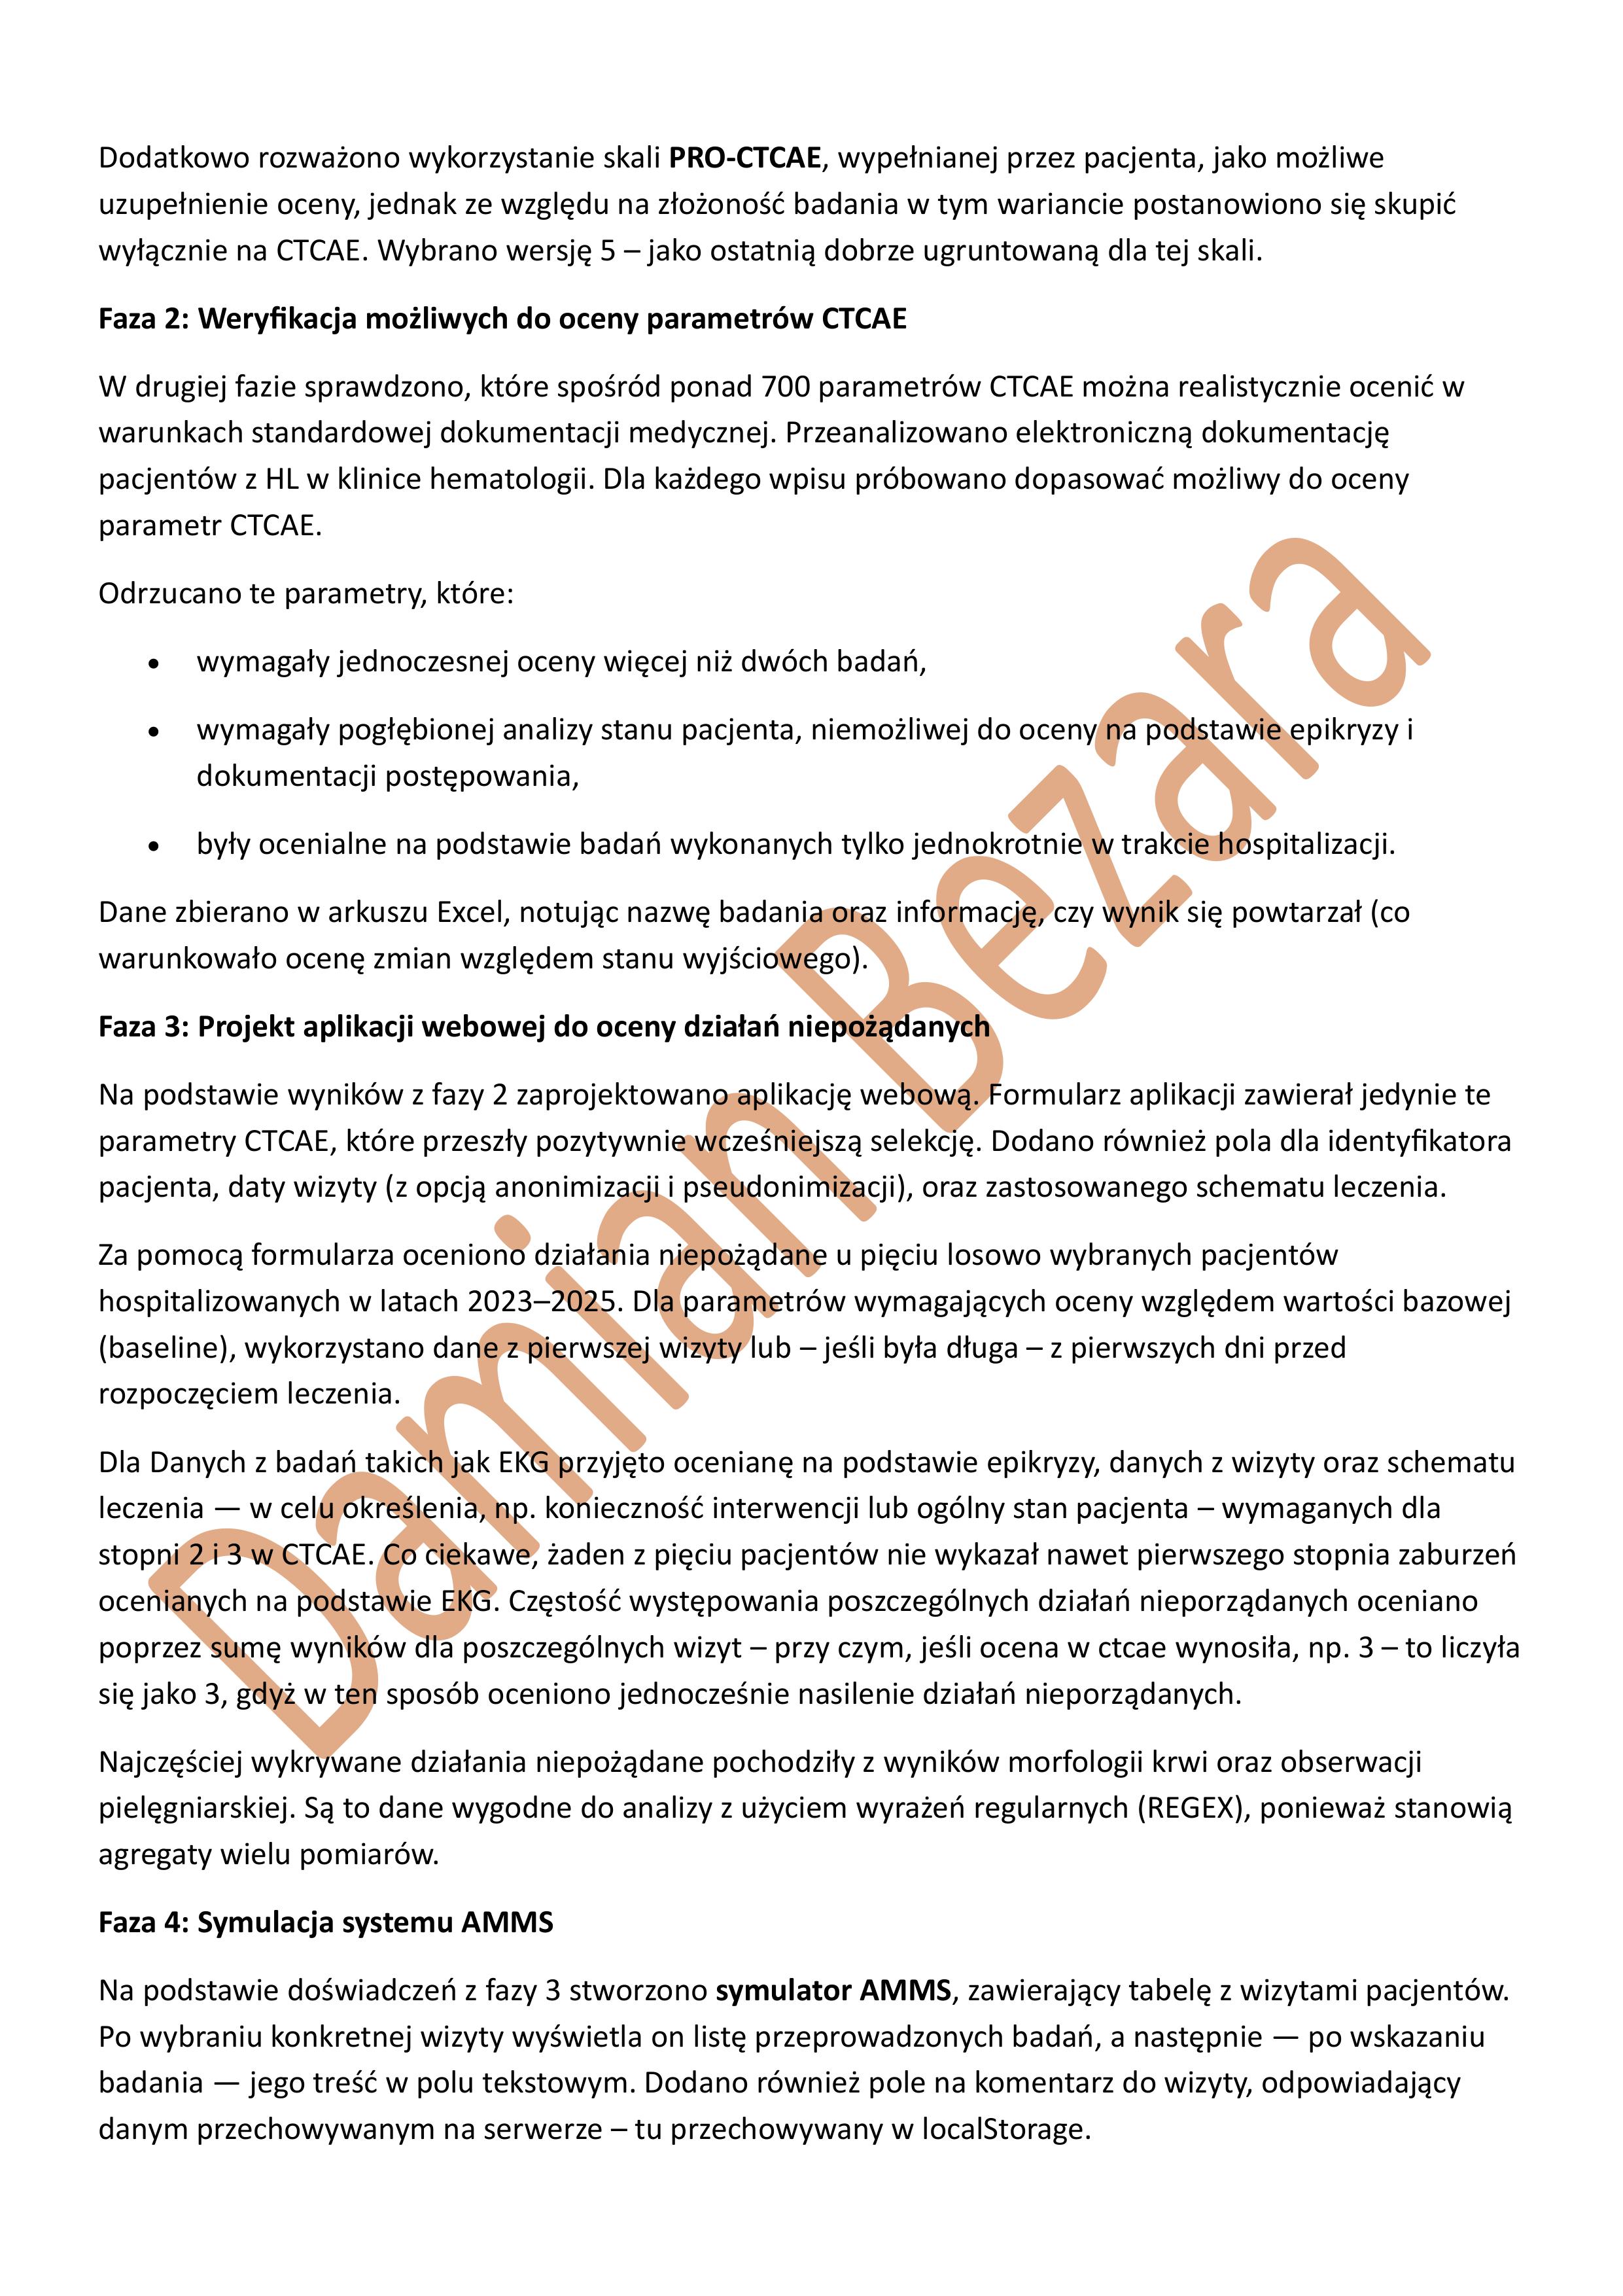 Dodatkowo rozważono wykorzystanie skali PRO-CTCAE, wypełnianej przez pacjenta, jako możliwe
uzupełnienie oceny, jednak ze względu na złożoność badania w tym wariancie postanowiono się skupić
wyłącznie na CTCAE. Wybrano wersję 5 – jako ostatnią dobrze ugruntowaną dla tej skali.
Faza 2: Weryfikacja możliwych do oceny parametrów CTCAE
W drugiej fazie sprawdzono, które spośród ponad 700 parametrów CTCAE można realistycznie ocenić w
warunkach standardowej dokumentacji medycznej. Przeanalizowano elektroniczną dokumentację
pacjentów z HL w klinice hematologii. Dla każdego wpisu próbowano dopasować możliwy do oceny
parametr CTCAE.
Odrzucano te parametry, które:
• wymagały jednoczesnej oceny więcej niż dwóch badań,
• wymagały pogłębionej analizy stanu pacjenta, niemożliwej do oceny na podstawie epikryzy i
dokumentacji postępowania,
• były ocenialne na podstawie badań wykonanych tylko jednokrotnie w trakcie hospitalizacji.
Dane zbierano w arkuszu Excel, notując nazwę badania oraz informację, czy wynik się powtarzał (co
warunkowało ocenę zmian względem stanu wyjściowego).
Faza 3: Projekt aplikacji webowej do oceny działań niepożądanych
Na podstawie wyników z fazy 2 zaprojektowano aplikację webową. Formularz aplikacji zawierał jedynie te
parametry CTCAE, które przeszły pozytywnie wcześniejszą selekcję. Dodano również pola dla identyfikatora
pacjenta, daty wizyty (z opcją anonimizacji i pseudonimizacji), oraz zastosowanego schematu leczenia.
Za pomocą formularza oceniono działania niepożądane u pięciu losowo wybranych pacjentów
hospitalizowanych w latach 2023–2025. Dla parametrów wymagających oceny względem wartości bazowej
(baseline), wykorzystano dane z pierwszej wizyty lub – jeśli była długa – z pierwszych dni przed
rozpoczęciem leczenia.
Dla Danych z badań takich jak EKG przyjęto ocenianę na podstawie epikryzy, danych z wizyty oraz schematu
leczenia — w celu określenia, np. konieczność interwencji lub ogólny stan pacjenta – wymaganych dla
stopni 2 i 3 w CTCAE. Co ciekawe, żaden z pięciu pacjentów nie wykazał nawet pierwszego stopnia zaburzeń
ocenianych na podstawie EKG. Częstość występowania poszczególnych działań nieporządanych oceniano
poprzez sumę wyników dla poszczególnych wizyt – przy czym, jeśli ocena w ctcae wynosiła, np. 3 – to liczyła
się jako 3, gdyż w ten sposób oceniono jednocześnie nasilenie działań nieporządanych.
Najczęściej wykrywane działania niepożądane pochodziły z wyników morfologii krwi oraz obserwacji
pielęgniarskiej. Są to dane wygodne do analizy z użyciem wyrażeń regularnych (REGEX), ponieważ stanowią
agregaty wielu pomiarów.
Faza 4: Symulacja systemu AMMS
Na podstawie doświadczeń z fazy 3 stworzono symulator AMMS, zawierający tabelę z wizytami pacjentów.
Po wybraniu konkretnej wizyty wyświetla on listę przeprowadzonych badań, a następnie — po wskazaniu
badania — jego treść w polu tekstowym. Dodano również pole na komentarz do wizyty, odpowiadający
danym przechowywanym na serwerze – tu przechowywany w localStorage.
Damian Bezara